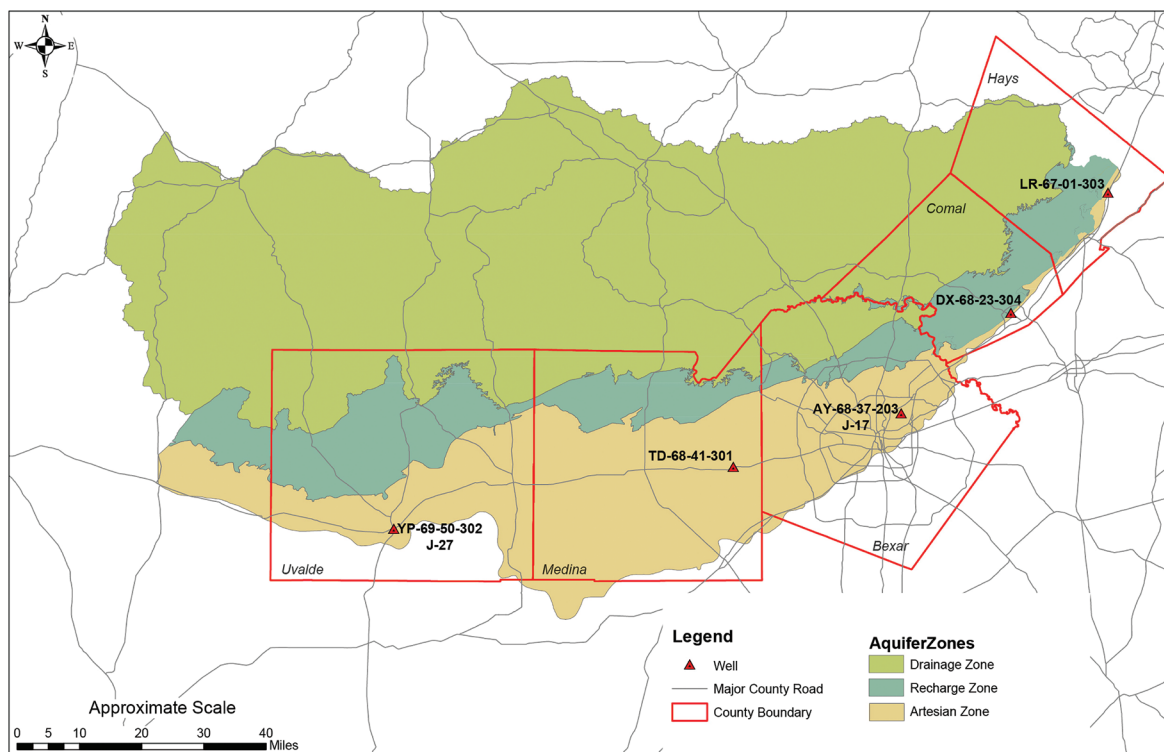 N
W E
S
Hays
LR-67-01-303
Comal
DX-68-23-304
AY-68-37-203
J-17
TD-68-41-301
YP-69-50-302
J-27
Uvalde
Medina
Bexar
Legend
Well
Major County Road
County Boundary
AquiferZones
Drainage Zone
Recharge Zone
Artesian Zone
Approximate Scale
0 5 10 20 30 40
Miles